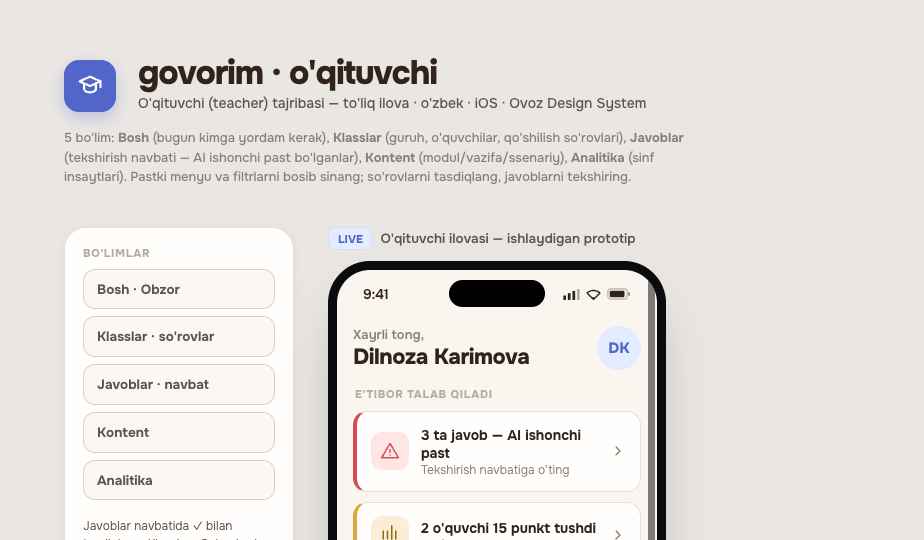 govorim · o'qituvchi
O'qituvchi (teacher) tajribasi — to'liq ilova · o'zbek · iOS · Ovoz Design System
5 bo'lim: Bosh (bugun kimga yordam kerak), Klasslar (guruh, o'quvchilar, qo'shilish so'rovlari), Javoblar
(tekshirish navbati — AI ishonchi past bo'lganlar), Kontent (modul/vazifa/ssenariy), Analitika (sinf
insaytlari). Pastki menyu va filtrlarni bosib sinang; so'rovlarni tasdiqlang, javoblarni tekshiring.
BO'LIMLAR
Bosh · Obzor
Klasslar · so'rovlar
Javoblar · navbat
Kontent
Analitika
Javoblar navbatida ✓ bilan
LIVE
O'qituvchi ilovasi — ishlaydigan prototip
9:41
Xayrli tong,
Dilnoza Karimova
DK
E'TIBOR TALAB QILADI
3 ta javob — AI ishonchi
past
Tekshirish navbatiga o'ting
2 o'quvchi 15 punkt tushdi